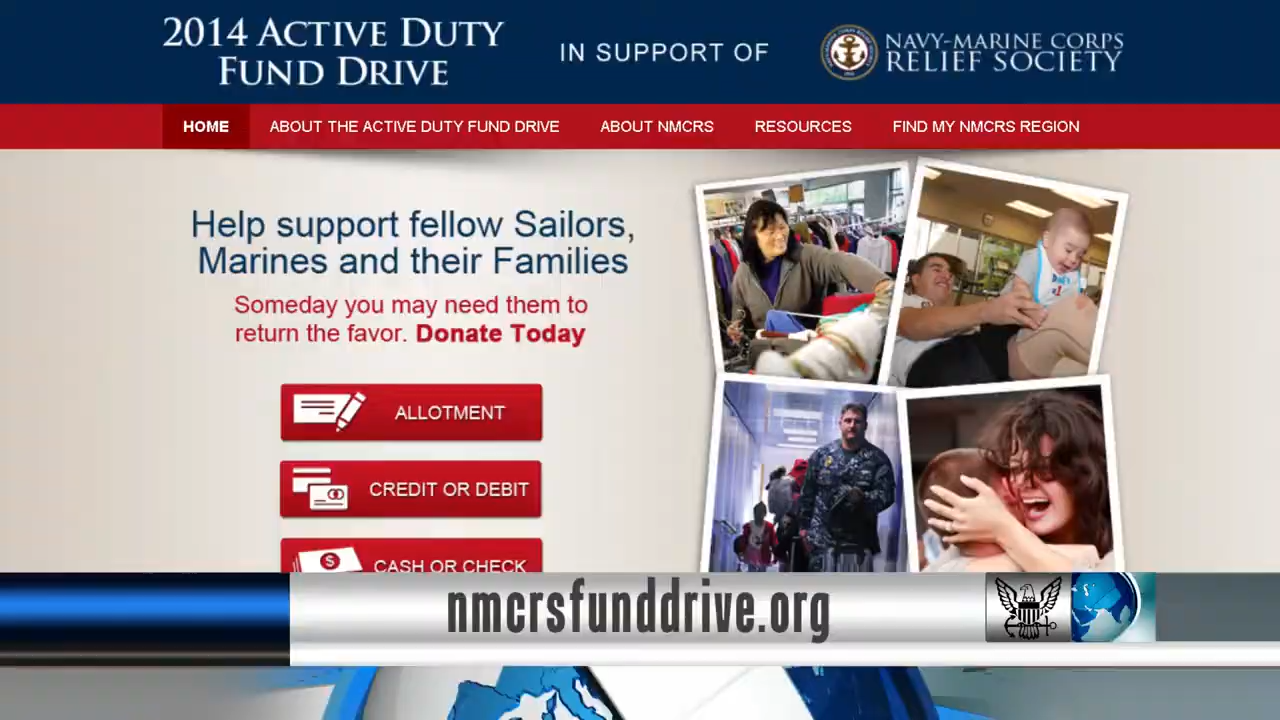 2014 ACTIVE DUTY
FUND DRIVE
IN SUPPORT OF
NAVY-MARINE CORPS
RELIEF SOCIETY
HOME
ABOUT THE ACTIVE DUTY FUND DRIVE
ABOUT NMCRS
RESOURCES
FIND MY NMCRS REGION
Help support fellow Sailors,
Marines and their Families
Someday you may need them to
return the favor. Donate Today
ALLOTMENT
CREDIT OR DEBIT
$
CASH OR CHECK
nmcrsfunddrive.org